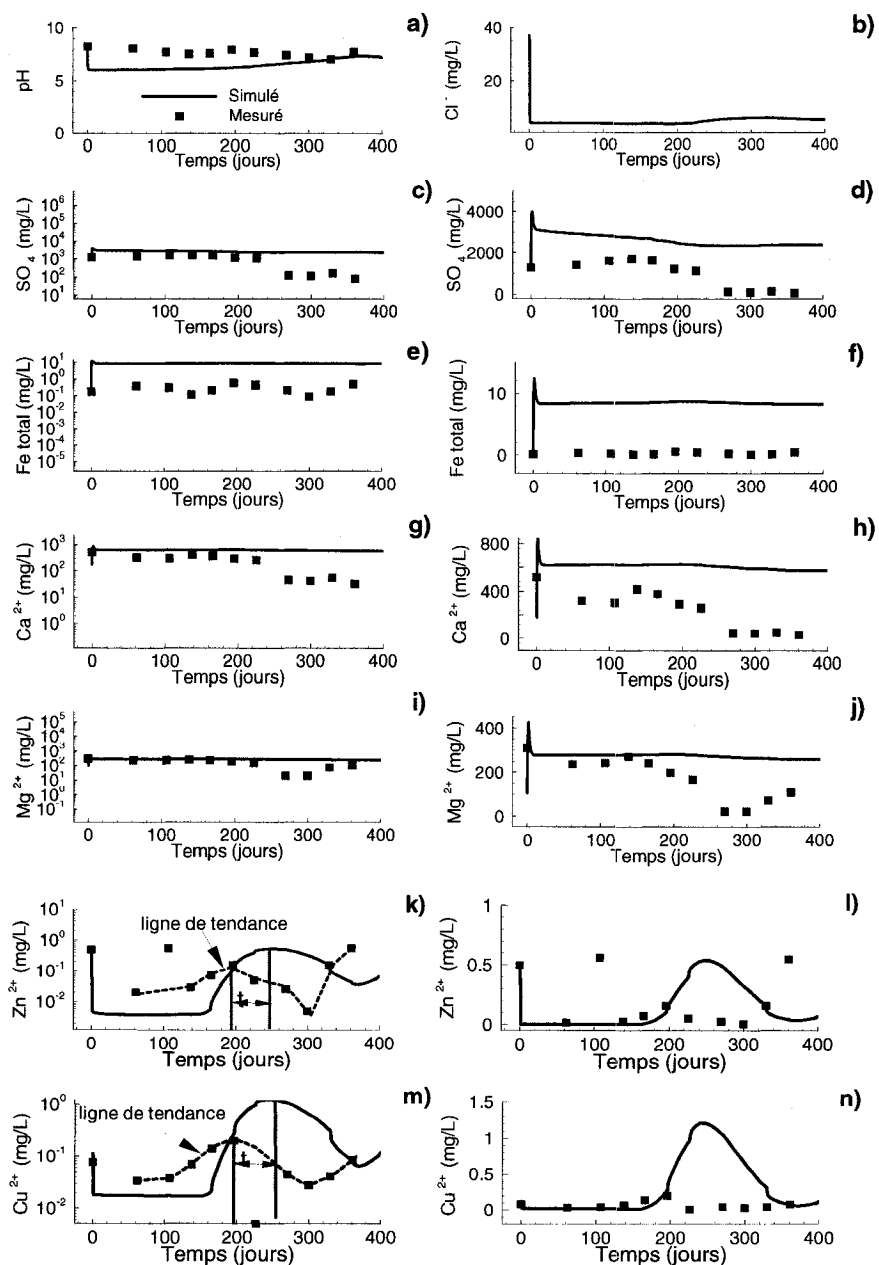 a)
10
5
0
pH
Simulé
Mesuré
0 100 200 300 400
Temps (jours)
b)
40
20
0
Cl⁻ (mg/L)
0 100 200 300 400
Temps (jours)
c)
10⁶
10⁵
10⁴
10³
10²
10¹
SO₄ (mg/L)
0 100 200 300 400
Temps (jours)
d)
4000
2000
0
SO₄ (mg/L)
0 100 200 300 400
Temps (jours)
e)
10¹
10⁰
10⁻¹
10⁻²
10⁻³
10⁻⁴
10⁻⁵
Fe total (mg/L)
0 100 200 300 400
Temps (jours)
f)
10
0
Fe total (mg/L)
0 100 200 300 400
Temps (jours)
g)
10³
10²
10¹
10⁰
Ca²⁺ (mg/L)
0 100 200 300 400
Temps (jours)
h)
800
400
0
Ca²⁺ (mg/L)
0 100 200 300 400
Temps (jours)
i)
10⁵
10⁴
10³
10²
10¹
10⁰
10⁻¹
Mg²⁺ (mg/L)
0 100 200 300 400
Temps (jours)
j)
400
200
0
Mg²⁺ (mg/L)
0 100 200 300 400
Temps (jours)
k)
ligne de tendance
10¹
10⁰
10⁻¹
10⁻²
Zn²⁺ (mg/L)
t
0 100 200 300 400
Temps (jours)
l)
1
0.5
0
Zn²⁺ (mg/L)
0 100 200 300 400
Temps (jours)
m)
ligne de tendance
10⁰
10⁻¹
10⁻²
Cu²⁺ (mg/L)
t
0 100 200 300 400
Temps (jours)
n)
1.5
1
0.5
0
Cu²⁺ (mg/L)
0 100 200 300 400
Temps (jours)